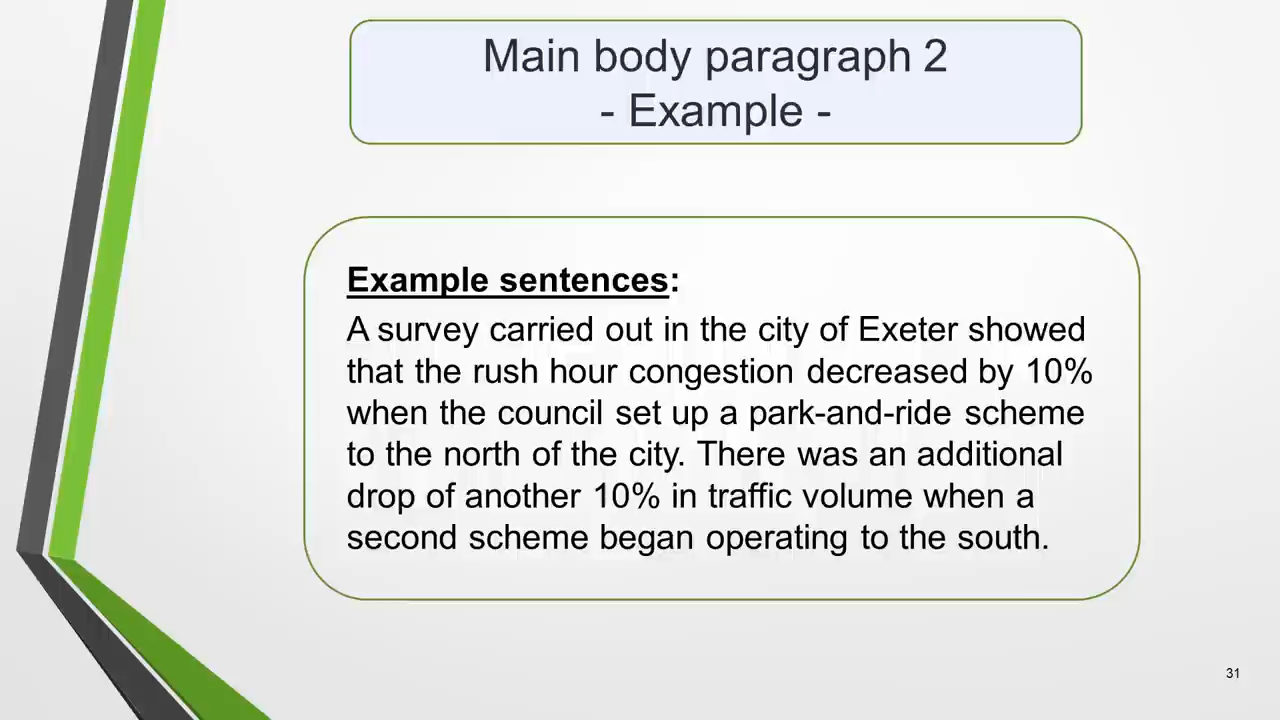 Main body paragraph 2
- Example -
Example sentences:
A survey carried out in the city of Exeter showed
that the rush hour congestion decreased by 10%
when the council set up a park-and-ride scheme
to the north of the city. There was an additional
drop of another 10% in traffic volume when a
second scheme began operating to the south.
31